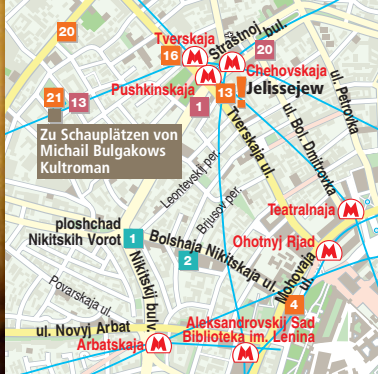 20
Tverskaja
Strastnoj bul.
16
M
M
M
20
Chehovskaja
Pushkinskaja
21
13
1
13
Jelissejew
ul. Petrovka
Zu Schauplätzen von
Michail Bulgakows
Kultroman
Tverskaja ul.
ul. Bol. Dmitrovka
Leontevskij per.
Brjusov per.
Teatralnaja
M
ploshchad
Nikitskih Vorot
1
Bolshaja Nikitskaja ul.
2
Ohotnyj Rjad
M
Mohovaja
ul.
Povarskaja ul.
Nikitskij bulv.
4
ul. Novyj Arbat
Arbatskaja
M
Aleksandrovskij Sad
Biblioteka im. Lenina
M